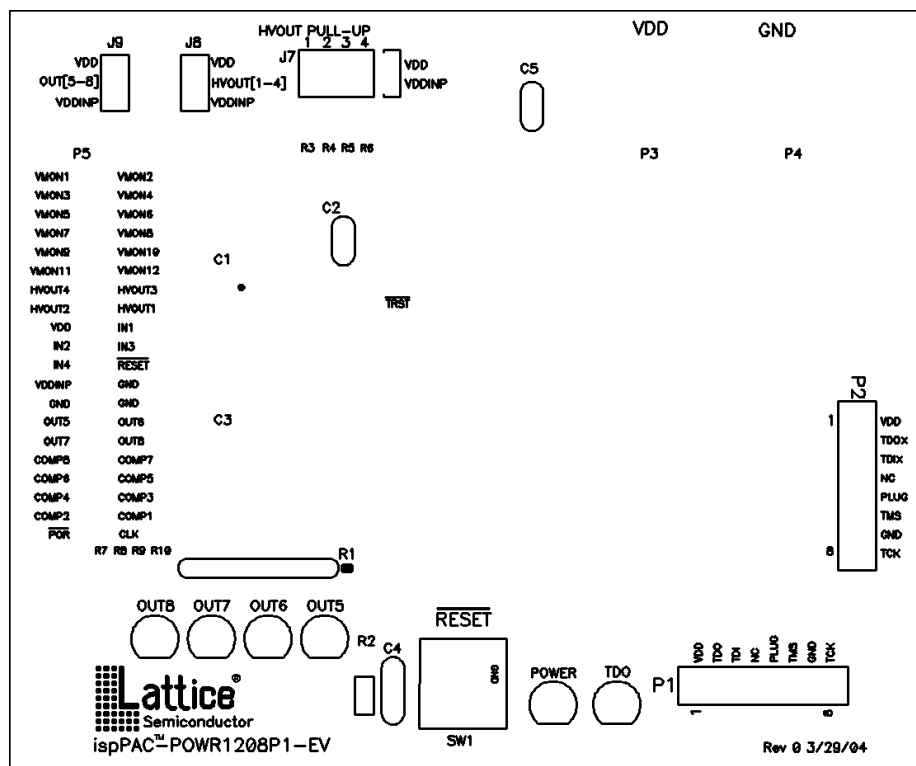 HVOUT PULL-UP
J9
J8
J7
1 2 3 4
VDD
GND
VDD
OUT[5-8]
VDDINP
VDD
HVOUT[1-4]
VDDINP
VDD
VDDINP
C5
R3 R4 R5 R6
P5
P3
P4
VMON1 VMON2
VMON3 VMON4
VMON5 VMON6
VMON7 VMON8
VMON9 VMON10
VMON11 VMON12
HVOUT4 HVOUT3
HVOUT2 HVOUT1
VDD IN1
IN2 IN3
IN4 RESET
VDDINP GND
GND GND
OUT5 OUT6
OUT7 OUT8
COMP8 COMP7
COMP6 COMP5
COMP4 COMP3
COMP2 COMP1
POR CLK
R7 R8 R9 R10
C2
C1
TRST
C3
P2
1
VDD
TDOX
TDIX
NC
PLUG
TMS
GND
8 TCK
R1
OUT8 OUT7 OUT6 OUT5
R2
C4
RESET
GND
SW1
POWER
TDO
P1
VDD
TDO
TDI
NC
PLUG
TMS
GND
TCK
1
8
Lattice®
Semiconductor
ispPAC™-POWR1208P1-EV
Rev 0 3/29/04